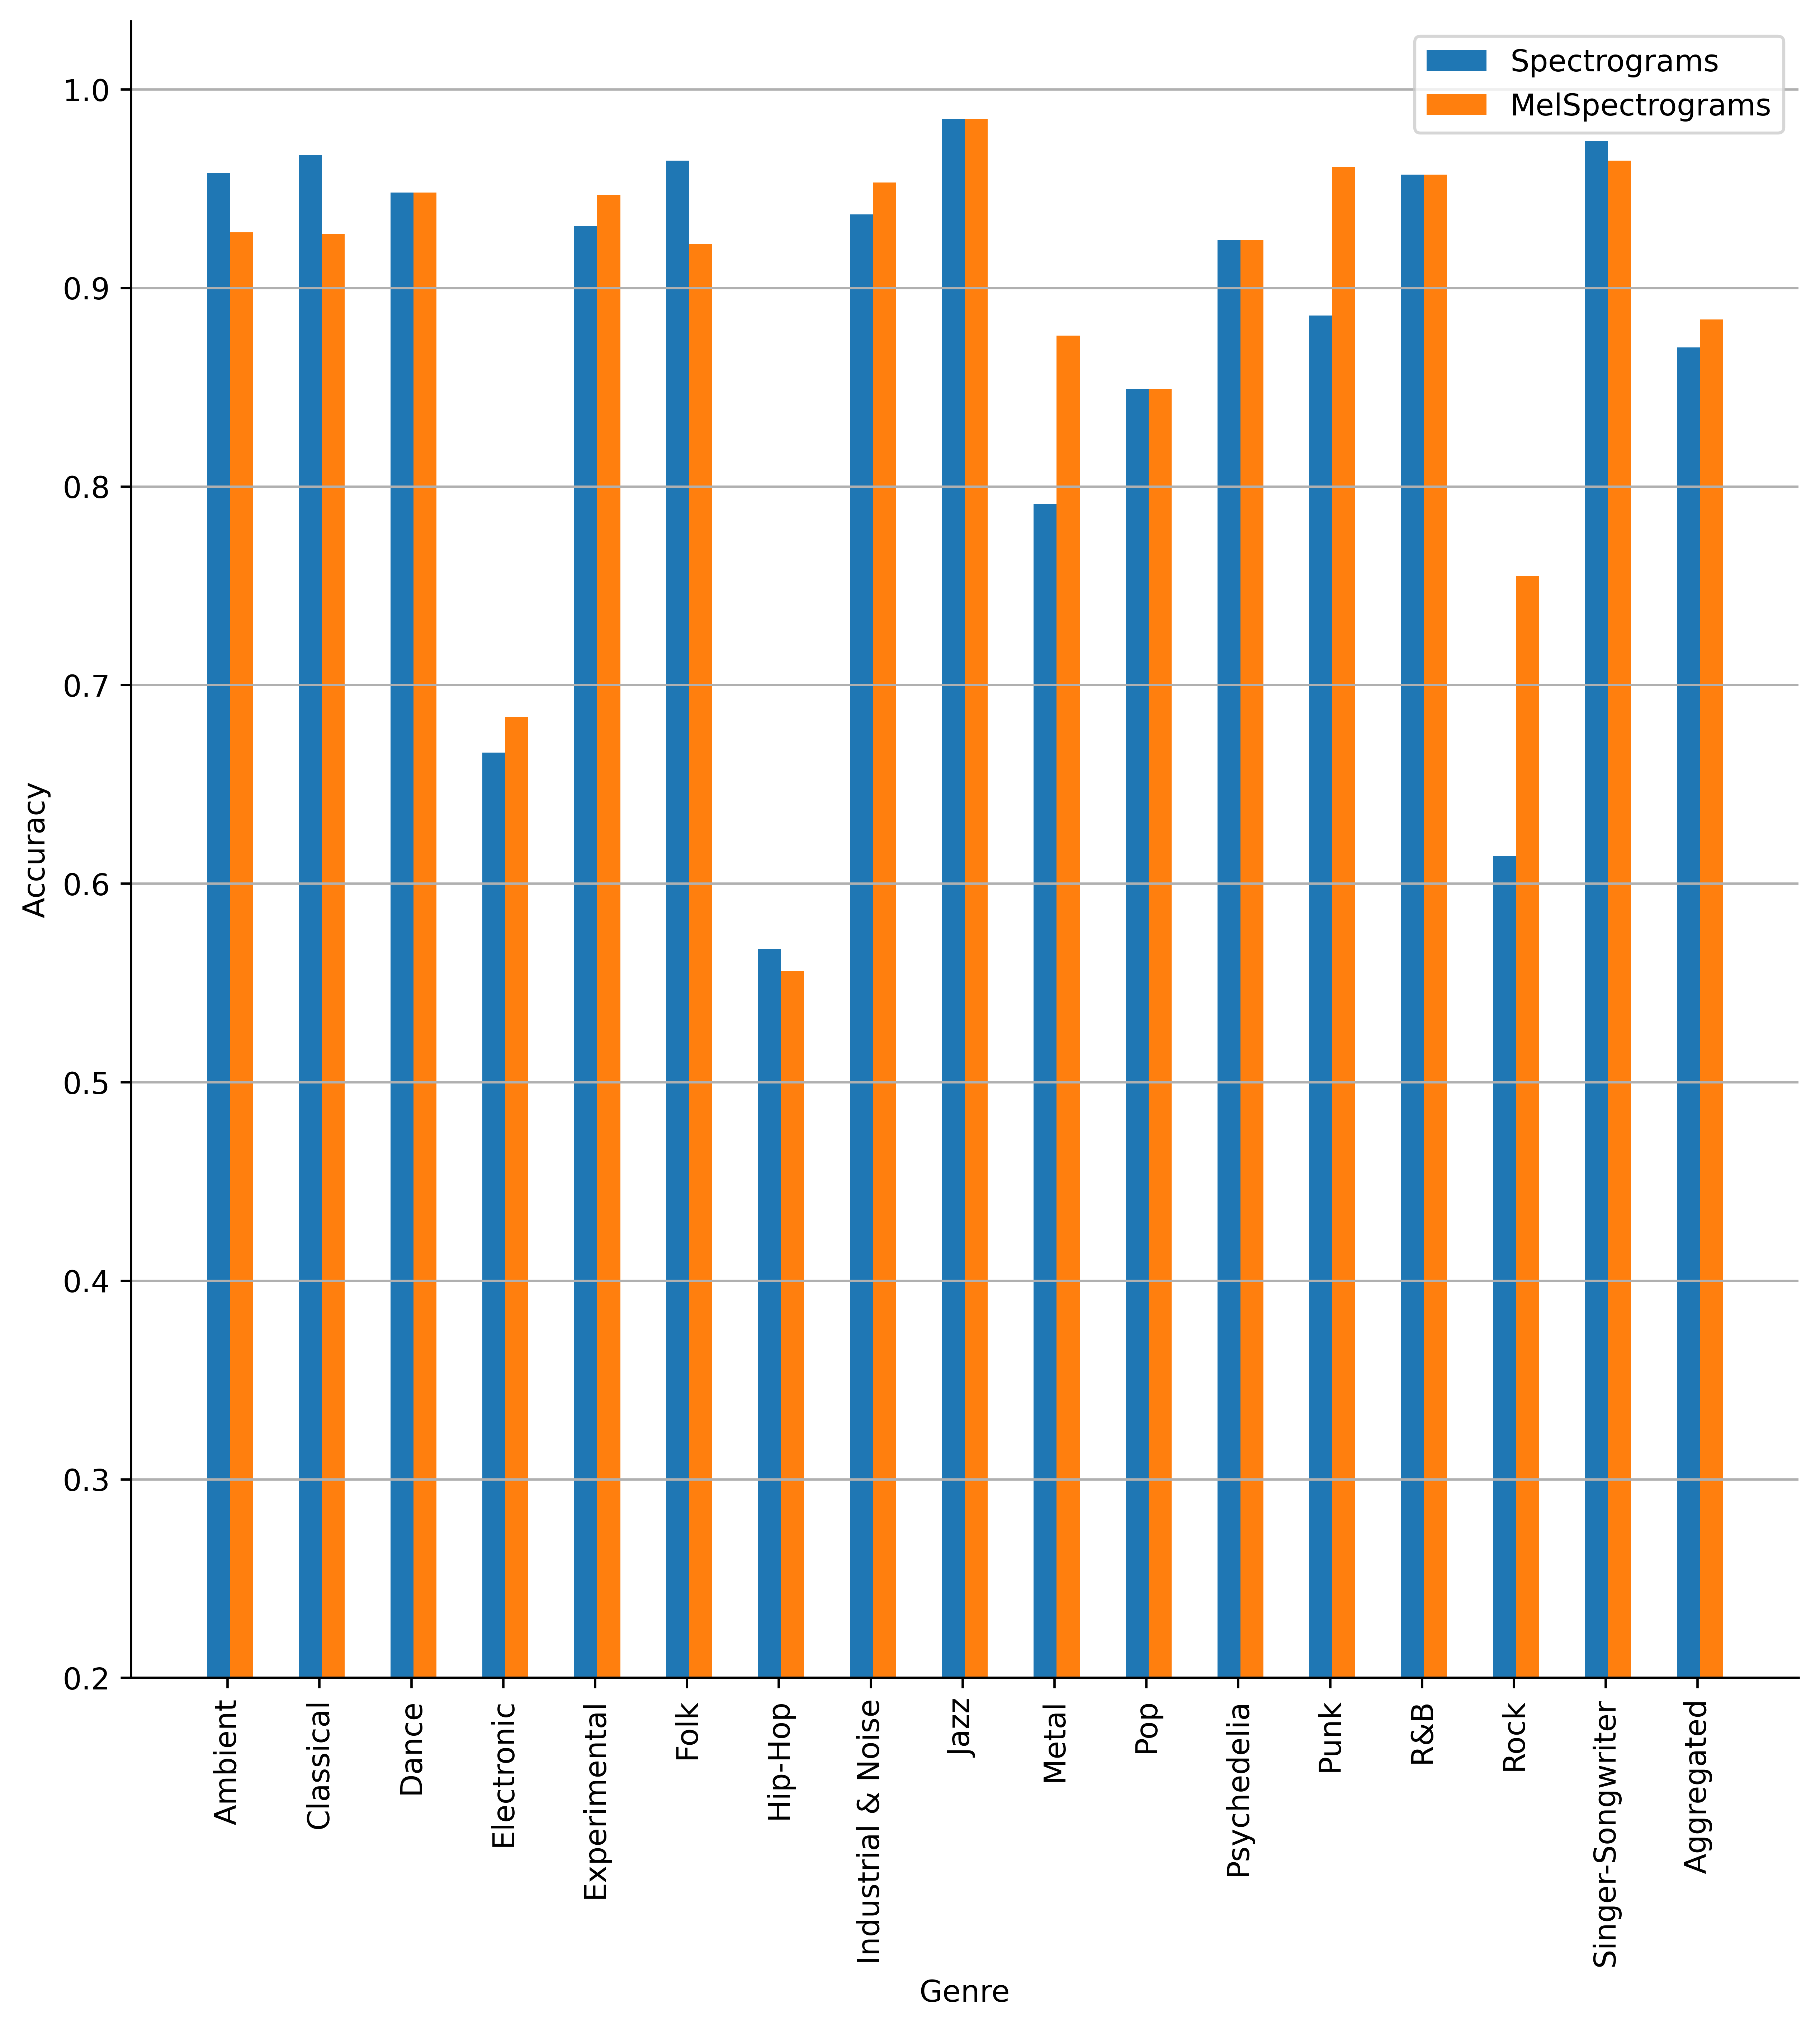 Spectrograms
MelSpectrograms
1.0
0.9
0.8
0.7
0.6
0.5
0.4
0.3
0.2
Accuracy
Ambient
Classical
Dance
Electronic
Experimental
Folk
Hip-Hop
Industrial & Noise
Jazz
Metal
Pop
Psychedelia
Punk
R&B
Rock
Singer-Songwriter
Aggregated
Genre